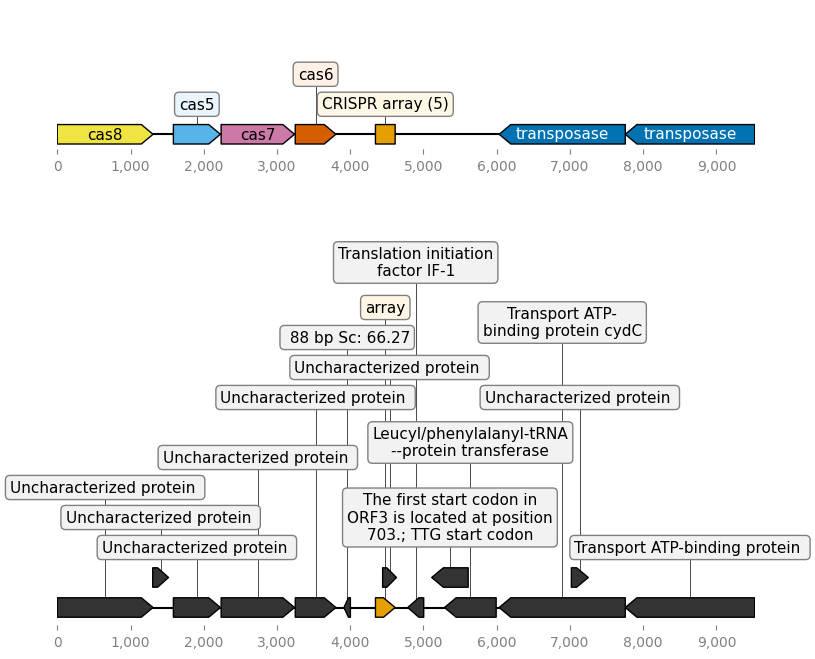 cas6
cas5
CRISPR array (5)
cas8
cas7
transposase
transposase
0
1,000
2,000
3,000
4,000
5,000
6,000
7,000
8,000
9,000
Translation initiation
factor IF-1
array
Transport ATP-
binding protein cydC
88 bp Sc: 66.27
Uncharacterized protein
Uncharacterized protein
Uncharacterized protein
Leucyl/phenylalanyl-tRNA
--protein transferase
Uncharacterized protein
Uncharacterized protein
The first start codon in
ORF3 is located at position
703.; TTG start codon
Uncharacterized protein
Uncharacterized protein
Transport ATP-binding protein
0
1,000
2,000
3,000
4,000
5,000
6,000
7,000
8,000
9,000